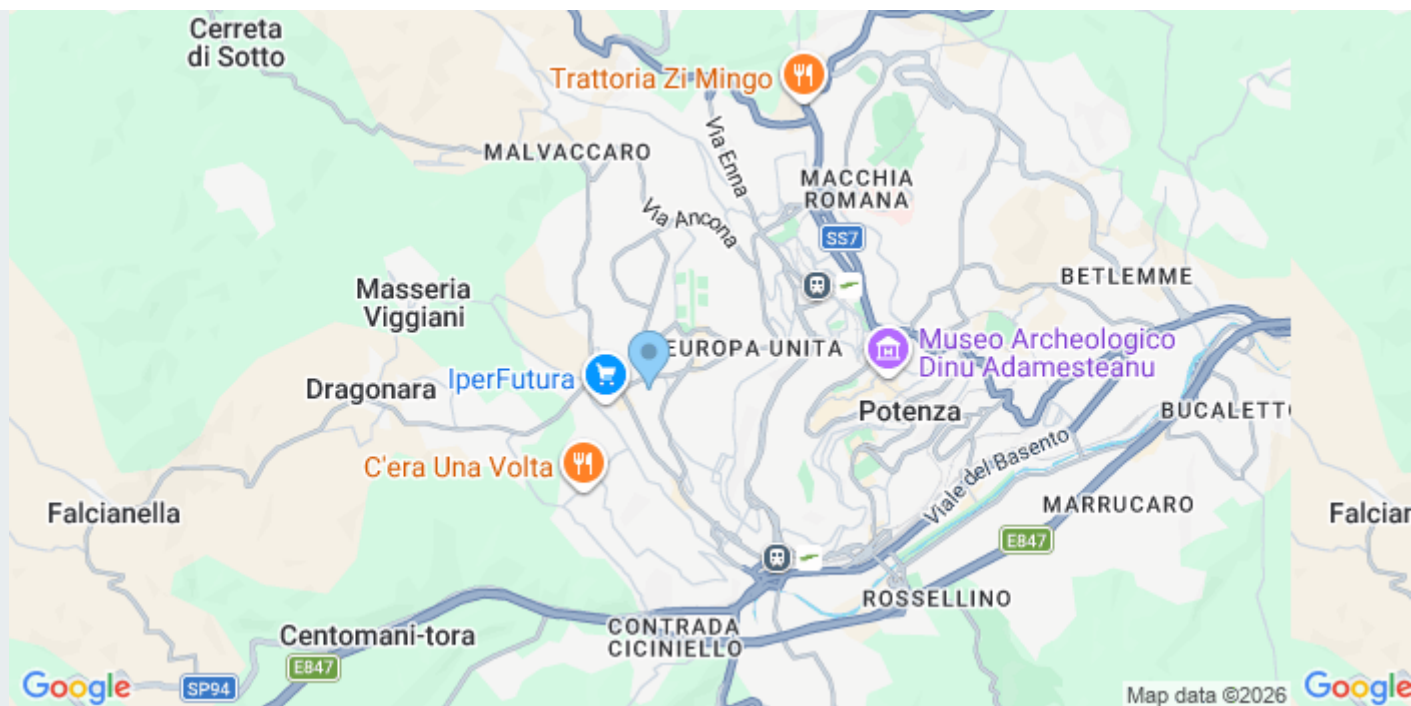 Cerreta
di Sotto
Trattoria Zi Mingo
MALVACCARO
Via Enna
MACCHIA
ROMANA
Via Ancona
SS7
BETLEMME
Masseria
Viggiani
EUROPA UNITA
Museo Archeologico
Dinu Adamesteanu
IperFutura
Dragonara
Potenza
BUCALETTO
C'era Una Volta
Viale del Basento
Falcianella
MARRUCARO
Falcian
E847
ROSSELLINO
CONTRADA
CICINIELLO
Centomani-tora
E847
SP94
Google
Map data ©2026
Google